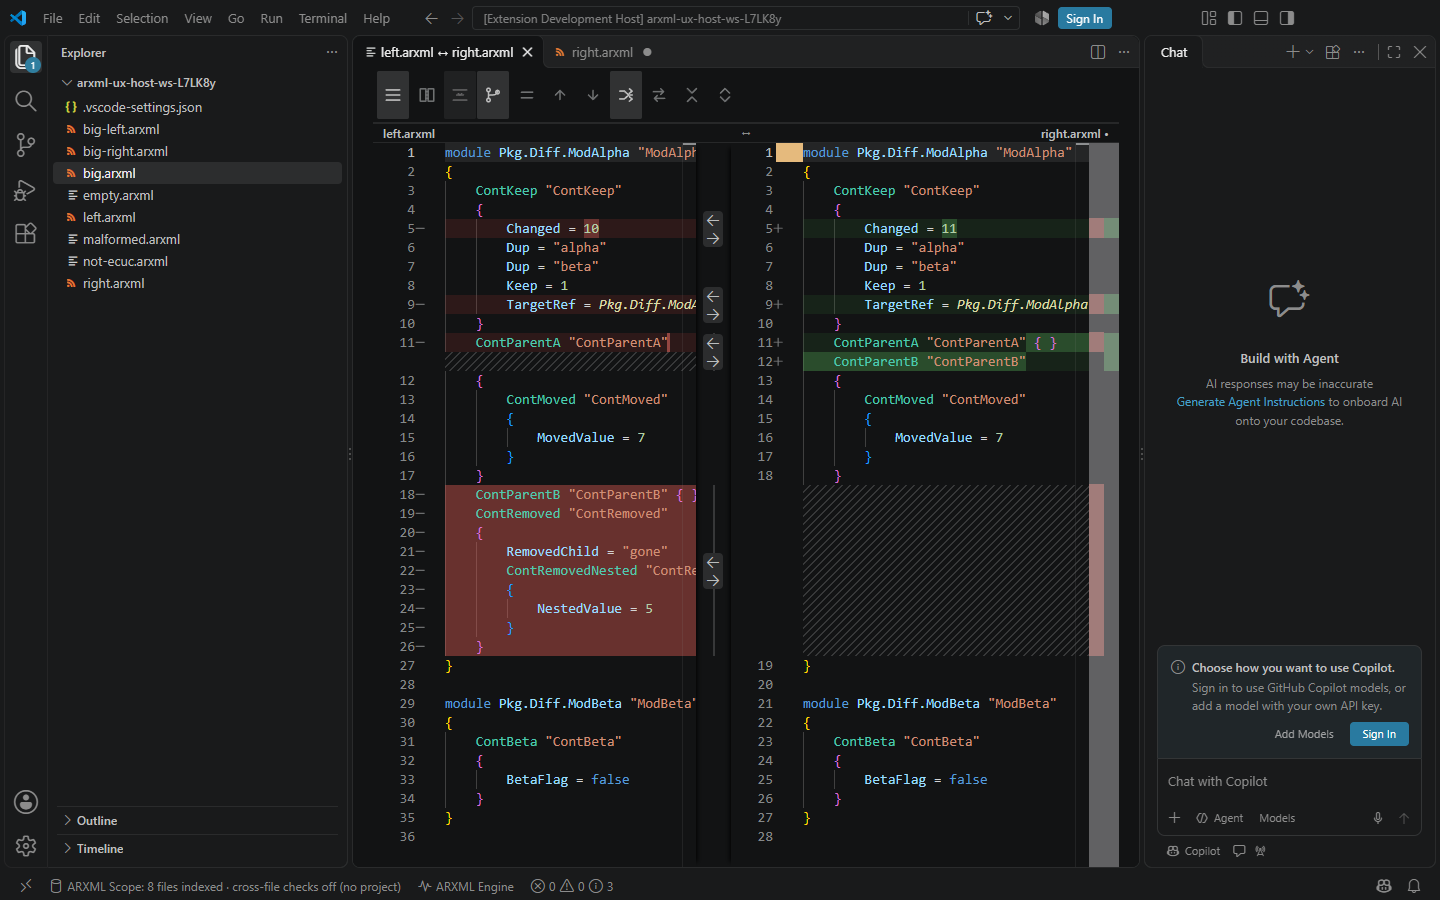 File Edit Selection View Go Run Terminal Help
[Extension Development Host] arxml-ux-host-ws-L7LK8y
Sign In
1
Explorer
arxml-ux-host-ws-L7LK8y
{} .vscode-settings.json
big-left.arxml
big-right.arxml
big.arxml
empty.arxml
left.arxml
malformed.arxml
not-ecuc.arxml
right.arxml
Outline
Timeline
left.arxml ↔ right.arxml
right.arxml
left.arxml
1 module Pkg.Diff.ModAlpha "ModAlph
2 {
3 ContKeep "ContKeep"
4 {
5— Changed = 10
6 Dup = "alpha"
7 Dup = "beta"
8 Keep = 1
9— TargetRef = Pkg.Diff.ModA
10 }
11— ContParentA "ContParentA"
12 {
13 ContMoved "ContMoved"
14 {
15 MovedValue = 7
16 }
17 }
18— ContParentB "ContParentB" { }
19— ContRemoved "ContRemoved"
20— {
21— RemovedChild = "gone"
22— ContRemovedNested "ContRe
23— {
24— NestedValue = 5
25— }
26— }
27 }
28
29 module Pkg.Diff.ModBeta "ModBeta"
30 {
31 ContBeta "ContBeta"
32 {
33 BetaFlag = false
34 }
35 }
36
↔
right.arxml •
1 module Pkg.Diff.ModAlpha "ModAlpha"
2 {
3 ContKeep "ContKeep"
4 {
5+ Changed = 11
6 Dup = "alpha"
7 Dup = "beta"
8 Keep = 1
9+ TargetRef = Pkg.Diff.ModAlpha
10 }
11+ ContParentA "ContParentA" { }
12+ ContParentB "ContParentB"
13 {
14 ContMoved "ContMoved"
15 {
16 MovedValue = 7
17 }
18 }
19 }
20
21 module Pkg.Diff.ModBeta "ModBeta"
22 {
23 ContBeta "ContBeta"
24 {
25 BetaFlag = false
26 }
27 }
28
Chat
Build with Agent
AI responses may be inaccurate
Generate Agent Instructions to onboard AI
onto your codebase.
Choose how you want to use Copilot.
Sign in to use GitHub Copilot models, or
add a model with your own API key.
Add Models Sign In
Chat with Copilot
Agent Models
Copilot
ARXML Scope: 8 files indexed · cross-file checks off (no project) ARXML Engine 0 0 3